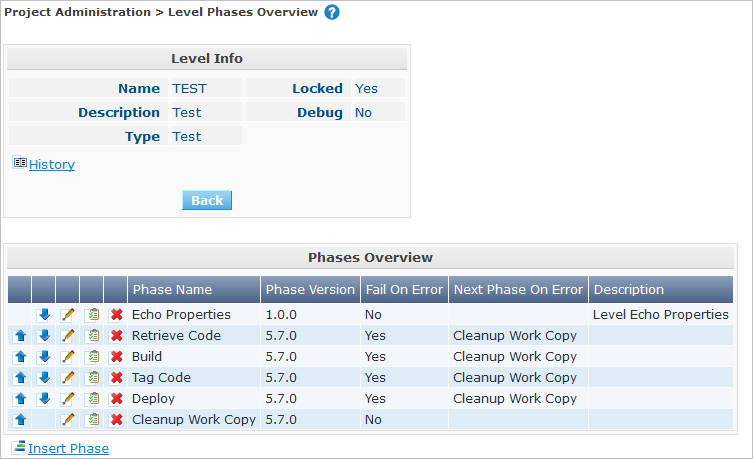 Project Administration > Level Phases Overview ?
Level Info
Name TEST Locked Yes
Description Test Debug No
Type Test
History
Back
Phases Overview
Phase Name Phase Version Fail On Error Next Phase On Error Description
Echo Properties 1.0.0 No Level Echo Properties
Retrieve Code 5.7.0 Yes Cleanup Work Copy
Build 5.7.0 Yes Cleanup Work Copy
Tag Code 5.7.0 Yes Cleanup Work Copy
Deploy 5.7.0 Yes Cleanup Work Copy
Cleanup Work Copy 5.7.0 No
Insert Phase